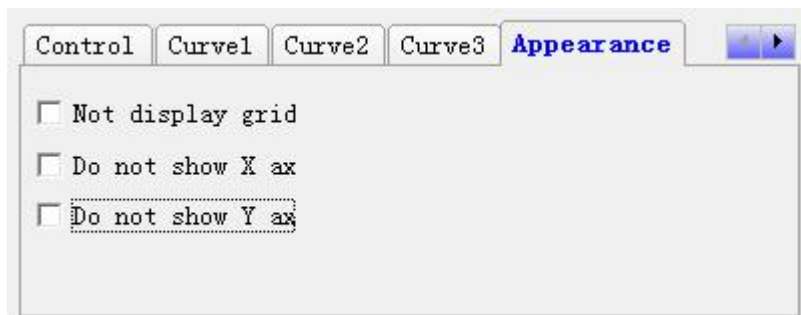 Control Curve1 Curve2 Curve3 Appearance
Not display grid
Do not show X ax
Do not show Y ax